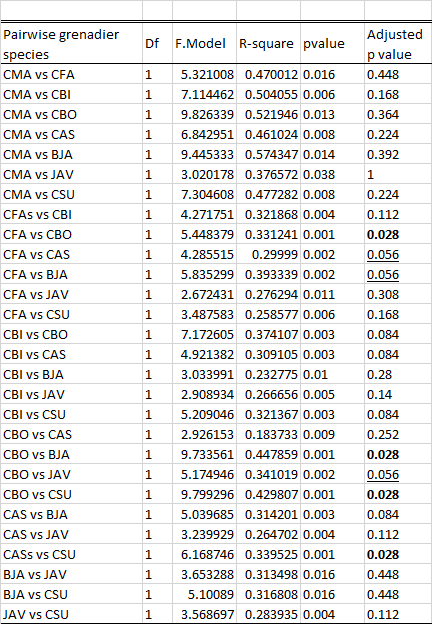 Pairwise grenadier species Df F.Model R-square pvalue Adjusted p value
CMA vs CFA 1 5.321008 0.470012 0.016 0.448
CMA vs CBI 1 7.114462 0.504055 0.006 0.168
CMA vs CBO 1 9.826339 0.521946 0.013 0.364
CMA vs CAS 1 6.842951 0.461024 0.008 0.224
CMA vs BJA 1 9.445333 0.574347 0.014 0.392
CMA vs JAV 1 3.020178 0.376572 0.038 1
CMA vs CSU 1 7.304608 0.477282 0.008 0.224
CFAs vs CBI 1 4.271751 0.321868 0.004 0.112
CFA vs CBO 1 5.448379 0.331241 0.001 0.028
CFA vs CAS 1 4.285515 0.29999 0.002 0.056
CFA vs BJA 1 5.835299 0.393339 0.002 0.056
CFA vs JAV 1 2.672431 0.276294 0.011 0.308
CFA vs CSU 1 3.487583 0.258577 0.006 0.168
CBI vs CBO 1 7.172605 0.374107 0.003 0.084
CBI vs CAS 1 4.921382 0.309105 0.003 0.084
CBI vs BJA 1 3.033991 0.232775 0.01 0.28
CBI vs JAV 1 2.908934 0.266656 0.005 0.14
CBI vs CSU 1 5.209046 0.321367 0.003 0.084
CBO vs CAS 1 2.926153 0.183733 0.009 0.252
CBO vs BJA 1 9.733561 0.447859 0.001 0.028
CBO vs JAV 1 5.174946 0.341019 0.002 0.056
CBO vs CSU 1 9.799296 0.429807 0.001 0.028
CAS vs BJA 1 5.039685 0.314201 0.003 0.084
CAS vs JAV 1 3.239929 0.264702 0.004 0.112
CASs vs CSU 1 6.168746 0.339525 0.001 0.028
BJA vs JAV 1 3.653288 0.313498 0.016 0.448
BJA vs CSU 1 5.10089 0.316808 0.016 0.448
JAV vs CSU 1 3.568697 0.283935 0.004 0.112